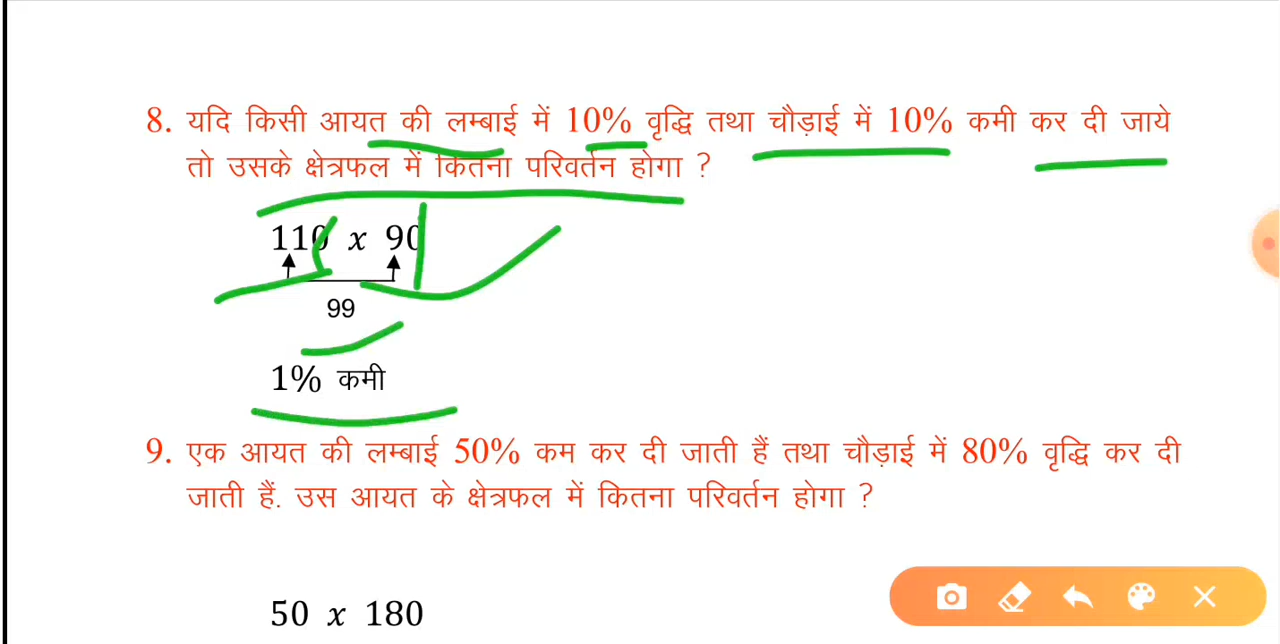 8. यदि किसी आयत की लम्बाई में 10% वृद्धि तथा चौड़ाई में 10% कमी कर दी जाये
तो उसके क्षेत्रफल में कितना परिवर्तन होगा ?
110 x 90
99
1% कमी
9. एक आयत की लम्बाई 50% कम कर दी जाती हैं तथा चौड़ाई में 80% वृद्धि कर दी
जाती हैं. उस आयत के क्षेत्रफल में कितना परिवर्तन होगा ?
50 x 180